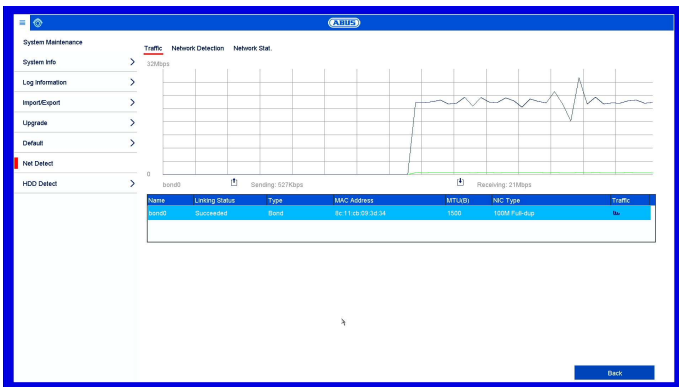 ABUS
System Maintenance
Traffic Network Detection Network Stat.
System Info
32Mbps
Log Information
Import/Export
Upgrade
Default
Net Detect
0
HDD Detect
bond0 Sending: 527Kbps Receiving: 21Mbps
Name Linking Status Type MAC Address MTU(B) NIC Type Traffic
bond0 Succeeded Bond 8c:11:cb:09:3d:34 1500 100M Full-dup
Back